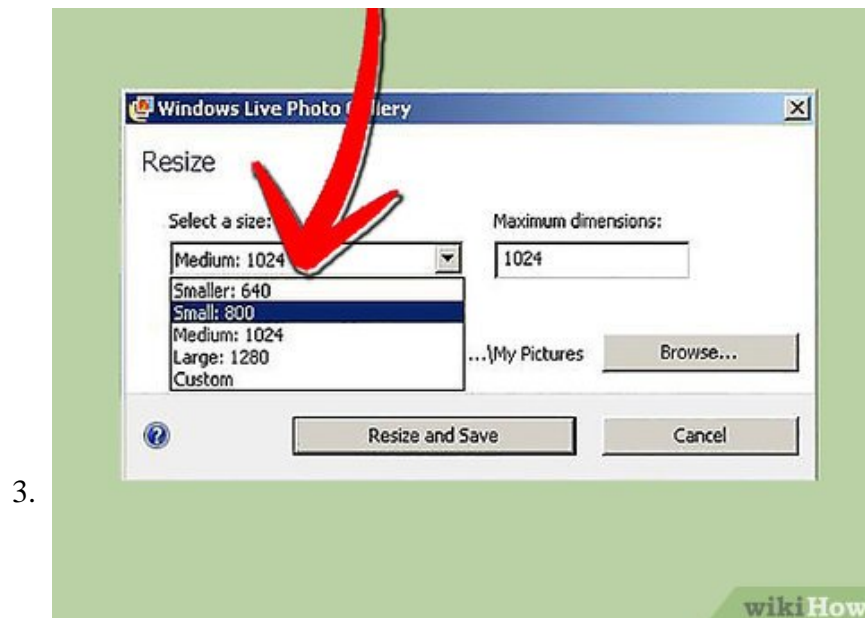 Windows Live Photo Gallery
Resize
Select a size:
Maximum dimensions:
Medium: 1024
1024
Smaller: 640
Small: 800
Medium: 1024
Large: 1280
Custom
...\My Pictures
Browse...
Resize and Save
Cancel
3.
wikiHow